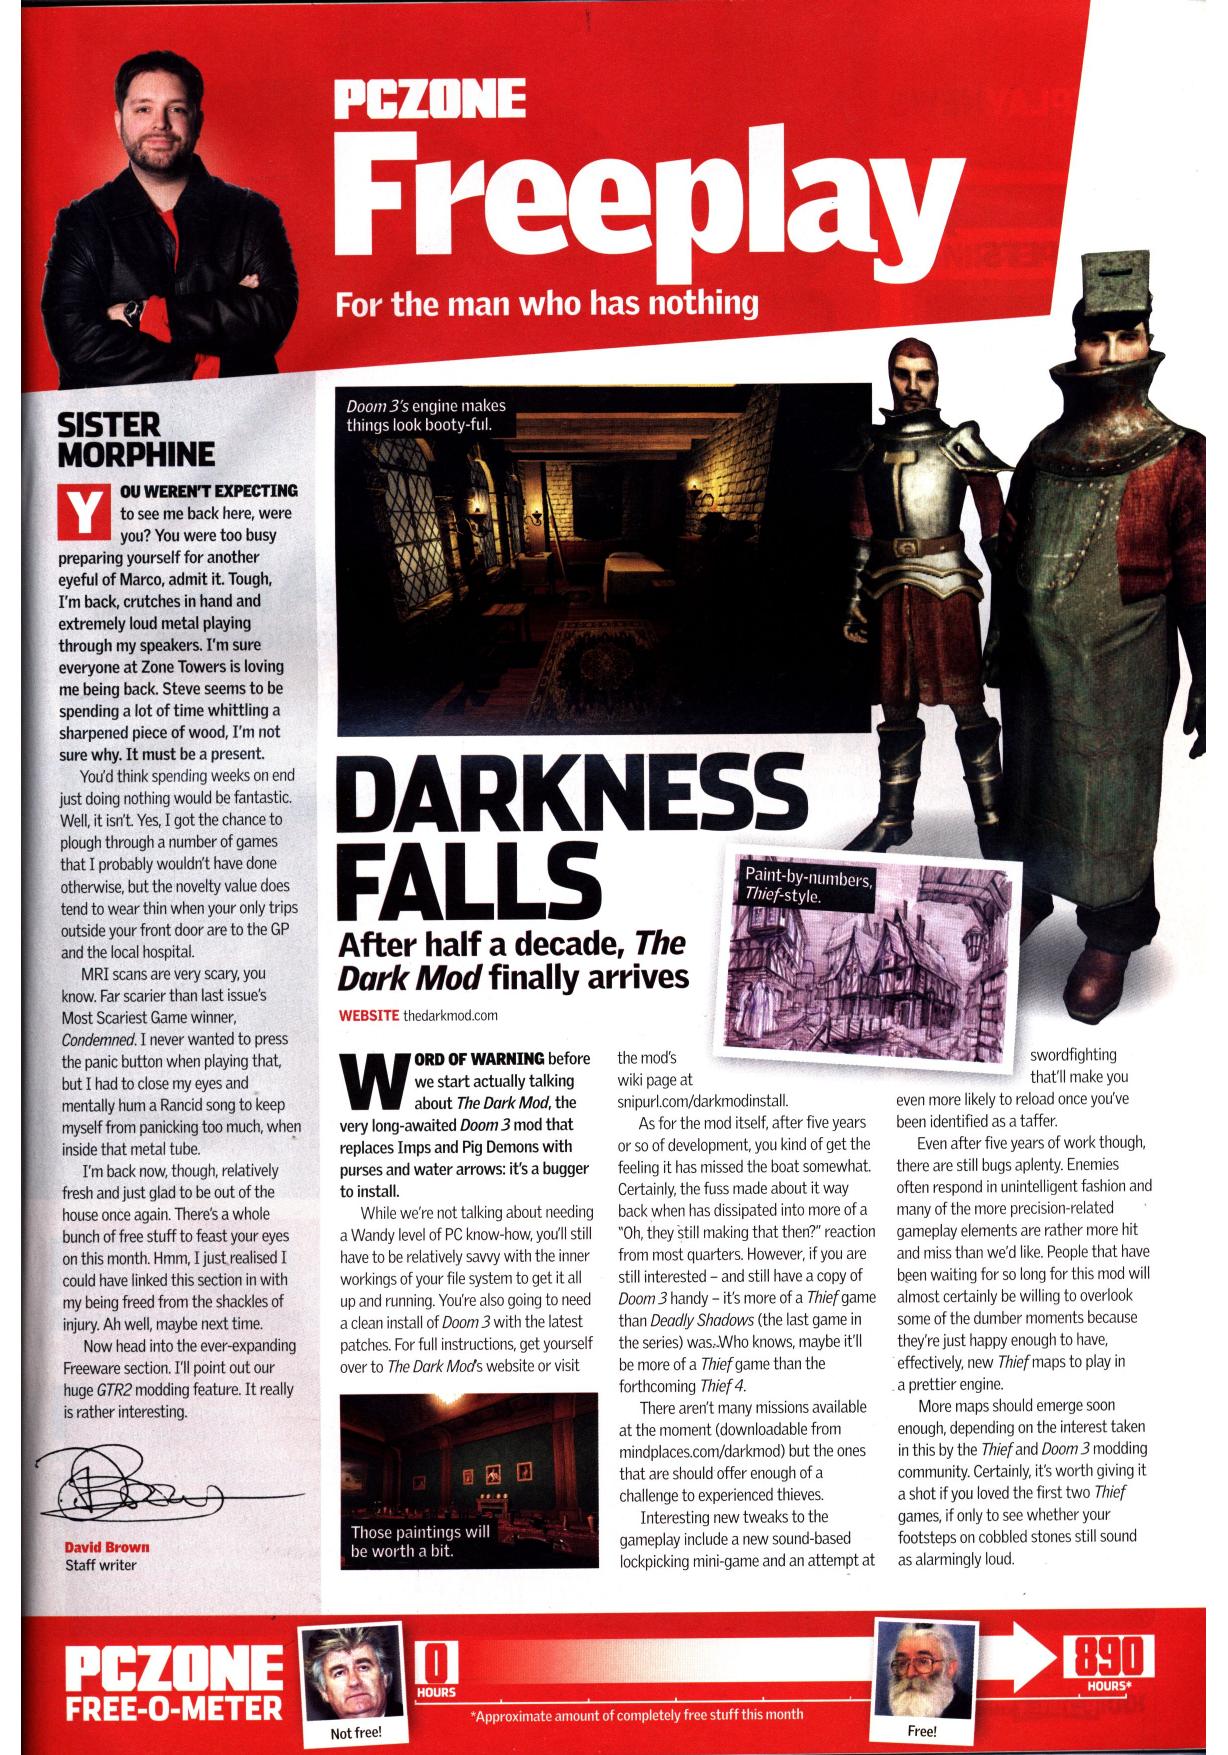 PCZONE
Freeplay
For the man who has nothing
SISTER
MORPHINE
YOU WEREN'T EXPECTING
to see me back here, were
you? You were too busy
preparing yourself for another
eyeful of Marco, admit it. Tough,
I'm back, crutches in hand and
extremely loud metal playing
through my speakers. I'm sure
everyone at Zone Towers is loving
me being back. Steve seems to be
spending a lot of time whittling a
sharpened piece of wood, I'm not
sure why. It must be a present.
You'd think spending weeks on end
just doing nothing would be fantastic.
Well, it isn't. Yes, I got the chance to
plough through a number of games
that I probably wouldn't have done
otherwise, but the novelty value does
tend to wear thin when your only trips
outside your front door are to the GP
and the local hospital.
MRI scans are very scary, you
know. Far scarier than last issue's
Most Scariest Game winner,
Condemned. I never wanted to press
the panic button when playing that,
but I had to close my eyes and
mentally hum a Rancid song to keep
myself from panicking too much, when
inside that metal tube.
I'm back now, though, relatively
fresh and just glad to be out of the
house once again. There's a whole
bunch of free stuff to feast your eyes
on this month. Hmm, I just realised I
could have linked this section in with
my being freed from the shackles of
injury. Ah well, maybe next time.
Now head into the ever-expanding
Freeware section. I'll point out our
huge GTR2 modding feature. It really
is rather interesting.
David Brown
Staff writer
Doom 3's engine makes
things look booty-ful.
DARKNESS
FALLS
After half a decade, The
Dark Mod finally arrives
WEBSITE thedarkmod.com
Paint-by-numbers,
Thief-style.
WORD OF WARNING before
we start actually talking
about The Dark Mod, the
very long-awaited Doom 3 mod that
replaces Imps and Pig Demons with
purses and water arrows: it's a bugger
to install.
While we're not talking about needing
a Wandy level of PC know-how, you'll still
have to be relatively savvy with the inner
workings of your file system to get it all
up and running. You're also going to need
a clean install of Doom 3 with the latest
patches. For full instructions, get yourself
over to The Dark Mod's website or visit
Those paintings will
be worth a bit.
the mod's
wiki page at
snipurl.com/darkmodinstall.
As for the mod itself, after five years
or so of development, you kind of get the
feeling it has missed the boat somewhat.
Certainly, the fuss made about it way
back when has dissipated into more of a
"Oh, they still making that then?" reaction
from most quarters. However, if you are
still interested – and still have a copy of
Doom 3 handy – it's more of a Thief game
than Deadly Shadows (the last game in
the series) was. Who knows, maybe it'll
be more of a Thief game than the
forthcoming Thief 4.
There aren't many missions available
at the moment (downloadable from
mindplaces.com/darkmod) but the ones
that are should offer enough of a
challenge to experienced thieves.
Interesting new tweaks to the
gameplay include a new sound-based
lockpicking mini-game and an attempt at
swordfighting
that'll make you
even more likely to reload once you've
been identified as a taffer.
Even after five years of work though,
there are still bugs aplenty. Enemies
often respond in unintelligent fashion and
many of the more precision-related
gameplay elements are rather more hit
and miss than we'd like. People that have
been waiting for so long for this mod will
almost certainly be willing to overlook
some of the dumber moments because
they're just happy enough to have,
effectively, new Thief maps to play in
a prettier engine.
More maps should emerge soon
enough, depending on the interest taken
in this by the Thief and Doom 3 modding
community. Certainly, it's worth giving it
a shot if you loved the first two Thief
games, if only to see whether your
footsteps on cobbled stones still sound
as alarmingly loud.
PCZONE
FREE-O-METER
Not free!
0
HOURS
*Approximate amount of completely free stuff this month
Free!
890
HOURS*